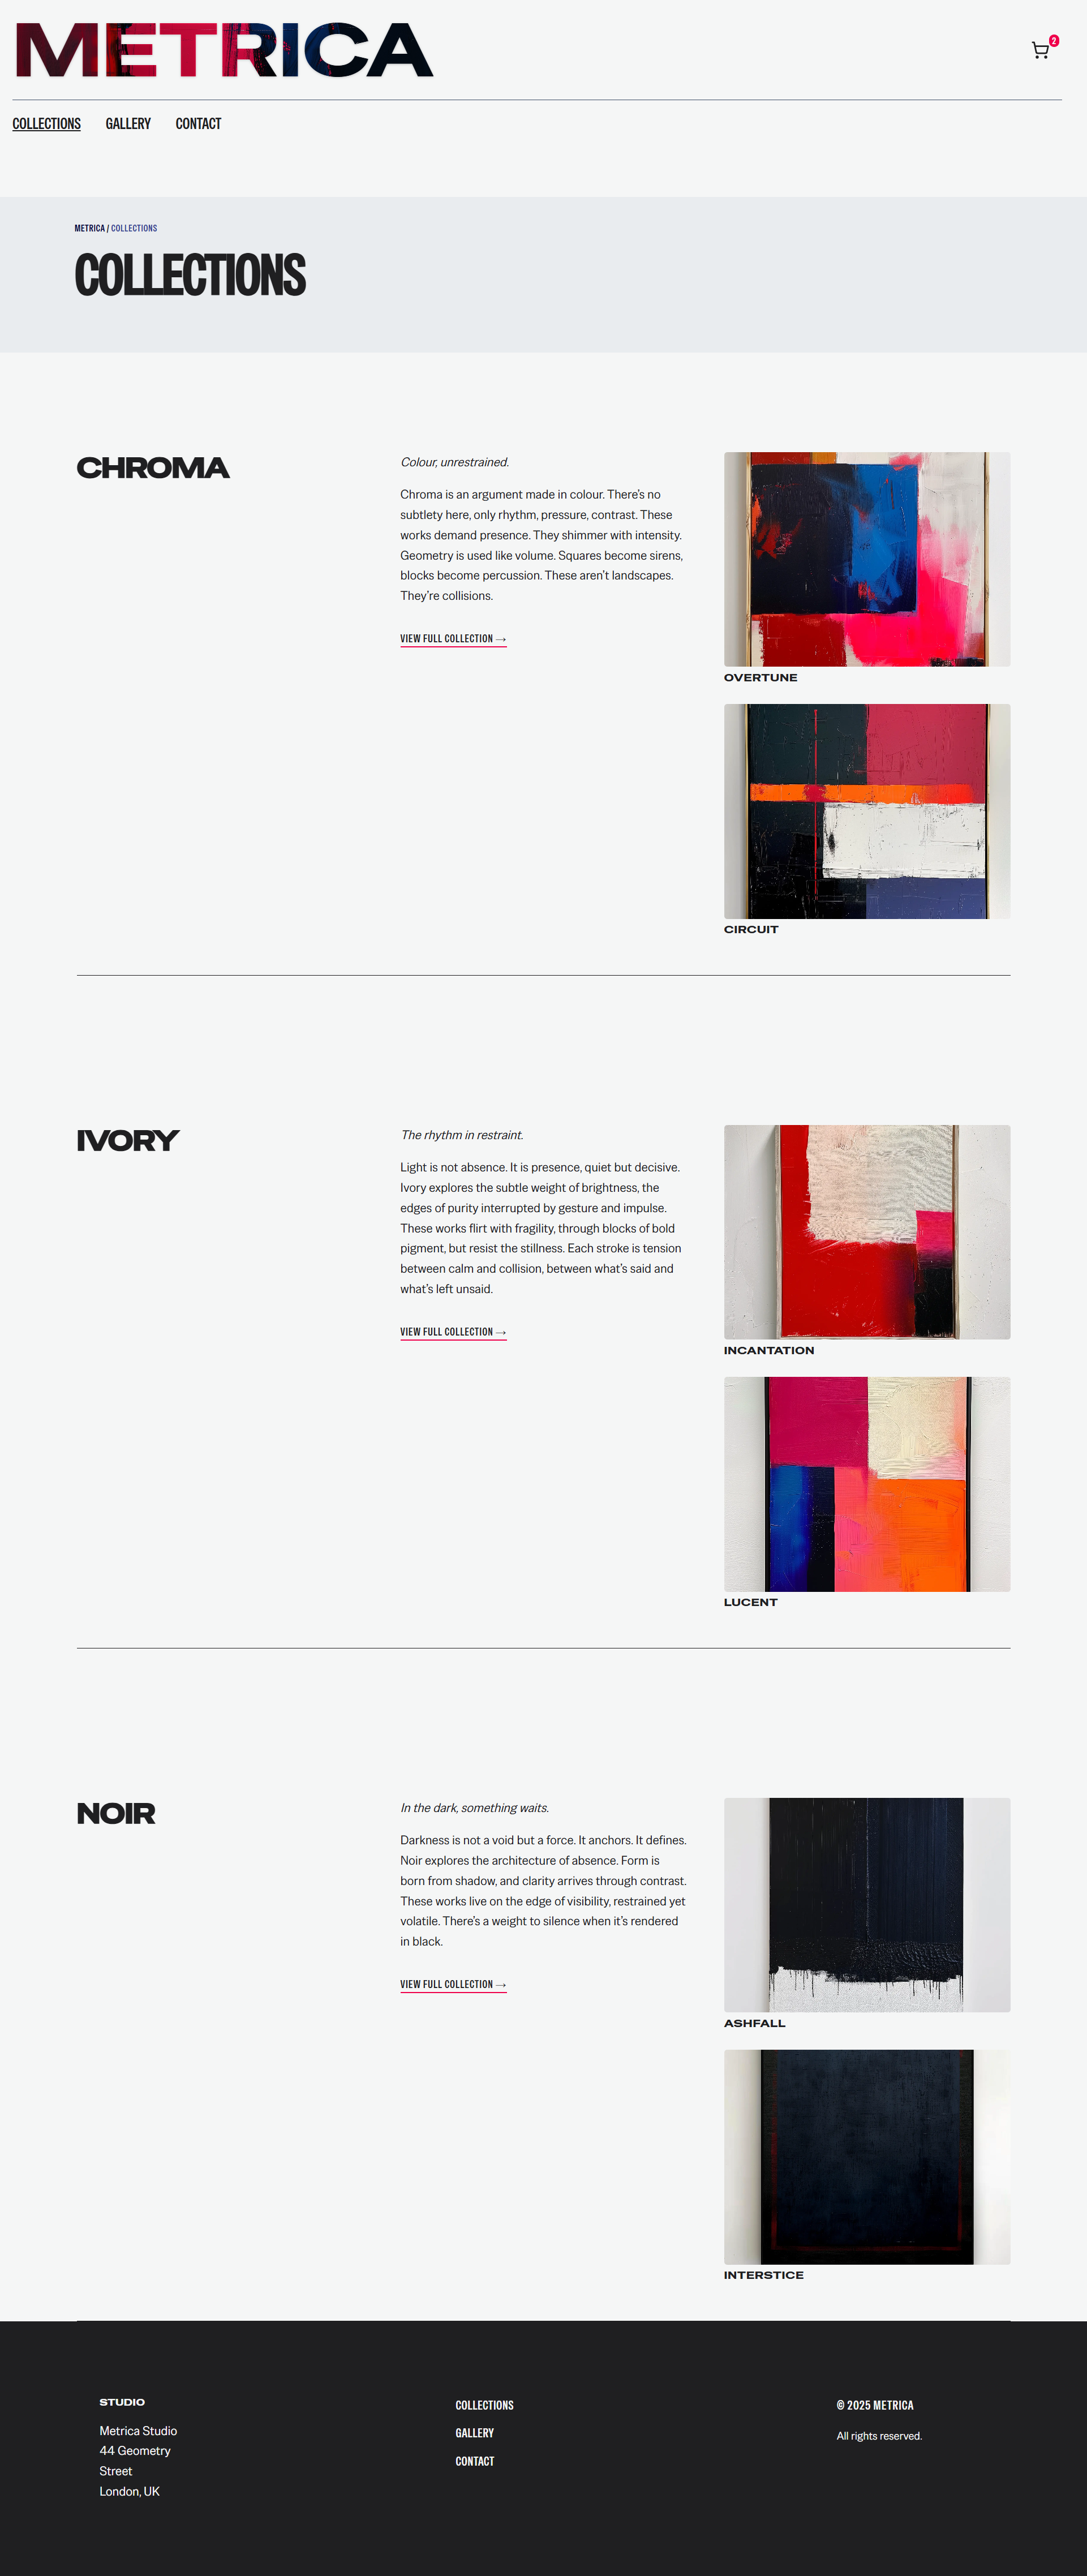 METRICA
2
COLLECTIONS GALLERY CONTACT
METRICA / COLLECTIONS
COLLECTIONS
CHROMA
Colour, unrestrained.
Chroma is an argument made in colour. There's no
subtlety here, only rhythm, pressure, contrast. These
works demand presence. They shimmer with intensity.
Geometry is used like volume. Squares become sirens,
blocks become percussion. These aren't landscapes.
They're collisions.
VIEW FULL COLLECTION →
OVERTUNE
CIRCUIT
IVORY
The rhythm in restraint.
Light is not absence. It is presence, quiet but decisive.
Ivory explores the subtle weight of brightness, the
edges of purity interrupted by gesture and impulse.
These works flirt with fragility, through blocks of bold
pigment, but resist the stillness. Each stroke is tension
between calm and collision, between what's said and
what's left unsaid.
VIEW FULL COLLECTION →
INCANTATION
LUCENT
NOIR
In the dark, something waits.
Darkness is not a void but a force. It anchors. It defines.
Noir explores the architecture of absence. Form is
born from shadow, and clarity arrives through contrast.
These works live on the edge of visibility, restrained yet
volatile. There's a weight to silence when it's rendered
in black.
VIEW FULL COLLECTION →
ASHFALL
INTERSTICE
STUDIO
Metrica Studio
44 Geometry
Street
London, UK
COLLECTIONS
GALLERY
CONTACT
© 2025 METRICA
All rights reserved.